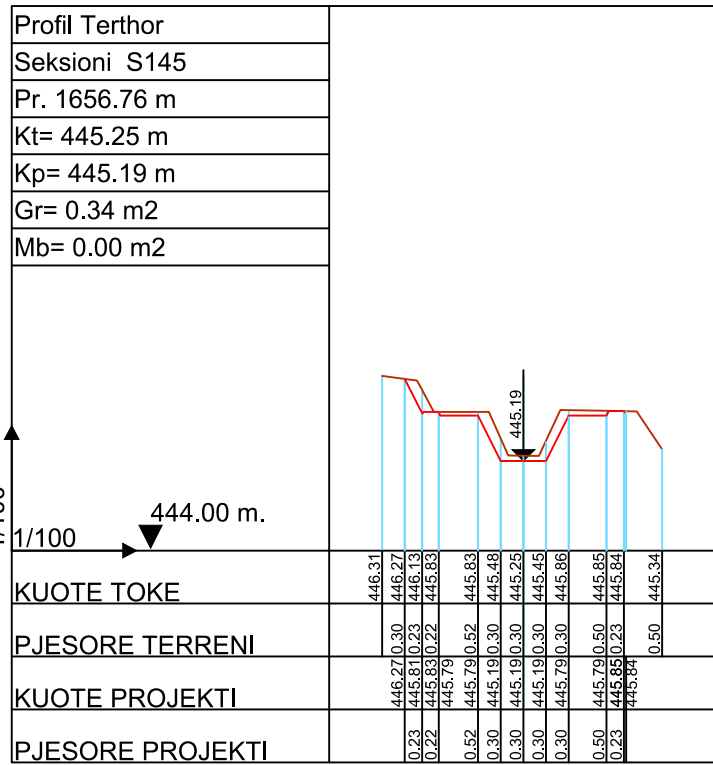 Profil Terthor
Seksioni S145
Pr. 1656.76 m
Kt= 445.25 m
Kp= 445.19 m
Gr= 0.34 m2
Mb= 0.00 m2
445.19
444.00 m.
1/100
1/100
KUOTE TOKE
446.31 446.27 446.13 445.83 445.83 445.48 445.25 445.45 445.86 445.85 445.84 445.34
PJESORE TERRENI
0.30 0.23 0.22 0.52 0.30 0.30 0.30 0.30 0.50 0.23 0.50
KUOTE PROJEKTI
446.27 445.81 445.83 445.79 445.79 445.19 445.19 445.19 445.79 445.79 445.85 445.84
PJESORE PROJEKTI
0.23 0.22 0.52 0.30 0.30 0.30 0.30 0.50 0.23